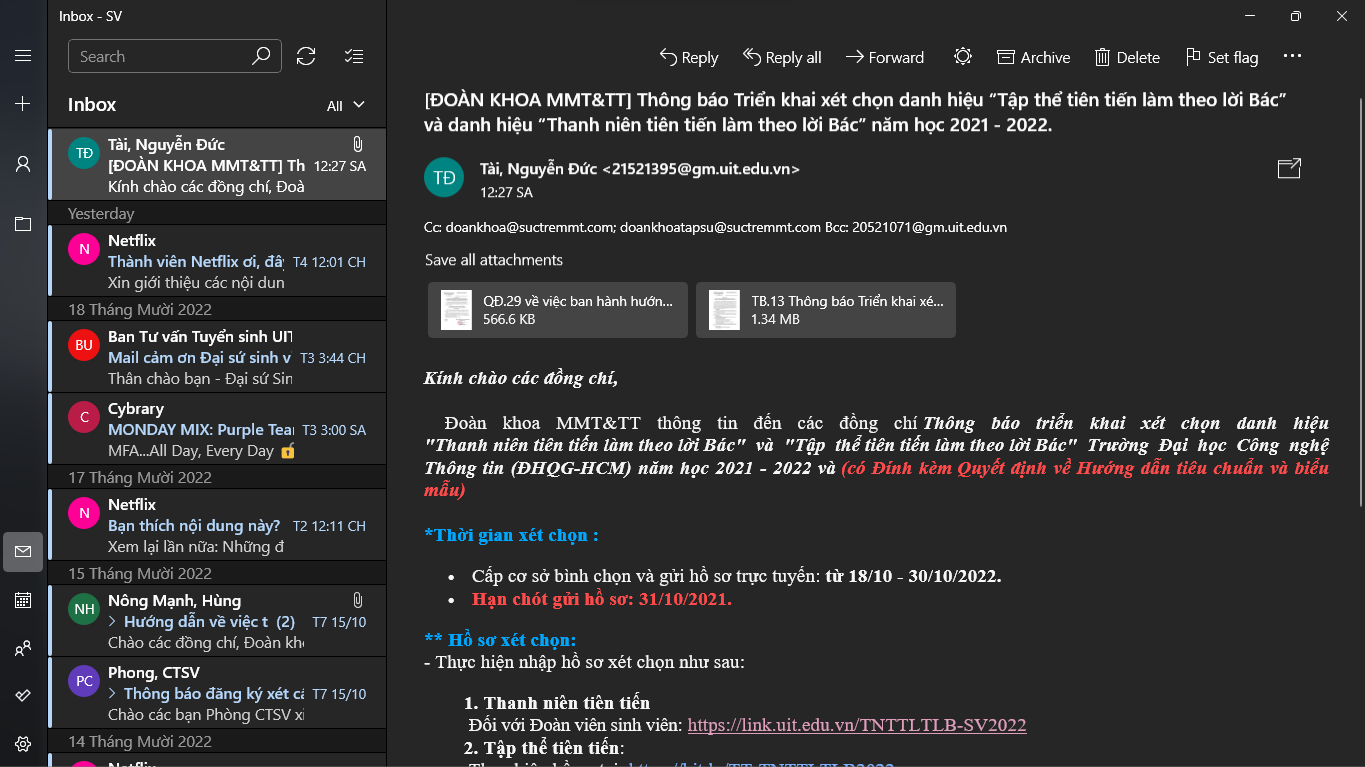 Inbox - SV
Search
Inbox
All
TĐ
Tài, Nguyễn Đức
[ĐOÀN KHOA MMT&TT] Th 12:27 SA
Kính chào các đồng chí, Đoà
Yesterday
N
Netflix
Thành viên Netflix ơi, đây T4 12:01 CH
Xin giới thiệu các nội dun
18 Tháng Mười 2022
BU
Ban Tư vấn Tuyển sinh UIT
Mail cảm ơn Đại sứ sinh v T3 3:44 CH
Thân chào bạn - Đại sứ Sin
C
Cybrary
MONDAY MIX: Purple Tea T3 3:00 SA
MFA...All Day, Every Day 🔓
17 Tháng Mười 2022
N
Netflix
Bạn thích nội dung này? T2 12:11 CH
Xem lại lần nữa: Những đ
15 Tháng Mười 2022
NH
Nông Mạnh, Hùng
> Hướng dẫn về việc t (2) T7 15/10
Chào các đồng chí, Đoàn kh
PC
Phong, CTSV
> Thông báo đăng ký xét cấ T7 15/10
Chào các bạn Phòng CTSV xi
14 Tháng Mười 2022
Netflix
Reply Reply all Forward Archive Delete Set flag ...
[ĐOÀN KHOA MMT&TT] Thông báo Triển khai xét chọn danh hiệu “Tập thể tiên tiến làm theo lời Bác”
và danh hiệu “Thanh niên tiên tiến làm theo lời Bác” năm học 2021 - 2022.
TĐ
Tài, Nguyễn Đức <21521395@gm.uit.edu.vn>
12:27 SA
Cc: doankhoa@suctremmt.com; doankhoatapsu@suctremmt.com Bcc: 20521071@gm.uit.edu.vn
Save all attachments
QĐ.29 về việc ban hành hướn...
566.6 KB
TB.13 Thông báo Triển khai xé...
1.34 MB
Kính chào các đồng chí,
Đoàn khoa MMT&TT thông tin đến các đồng chí Thông báo triển khai xét chọn danh hiệu
"Thanh niên tiên tiến làm theo lời Bác" và "Tập thể tiên tiến làm theo lời Bác" Trường Đại học Công nghệ
Thông tin (ĐHQG-HCM) năm học 2021 - 2022 và (có Đính kèm Quyết định về Hướng dẫn tiêu chuẩn và biểu
mẫu)
*Thời gian xét chọn :
• Cấp cơ sở bình chọn và gửi hồ sơ trực tuyến: từ 18/10 - 30/10/2022.
• Hạn chót gửi hồ sơ: 31/10/2021.
** Hồ sơ xét chọn:
- Thực hiện nhập hồ sơ xét chọn như sau:
1. Thanh niên tiên tiến
Đối với Đoàn viên sinh viên: https://link.uit.edu.vn/TNTTLTLB-SV2022
2. Tập thể tiên tiến: